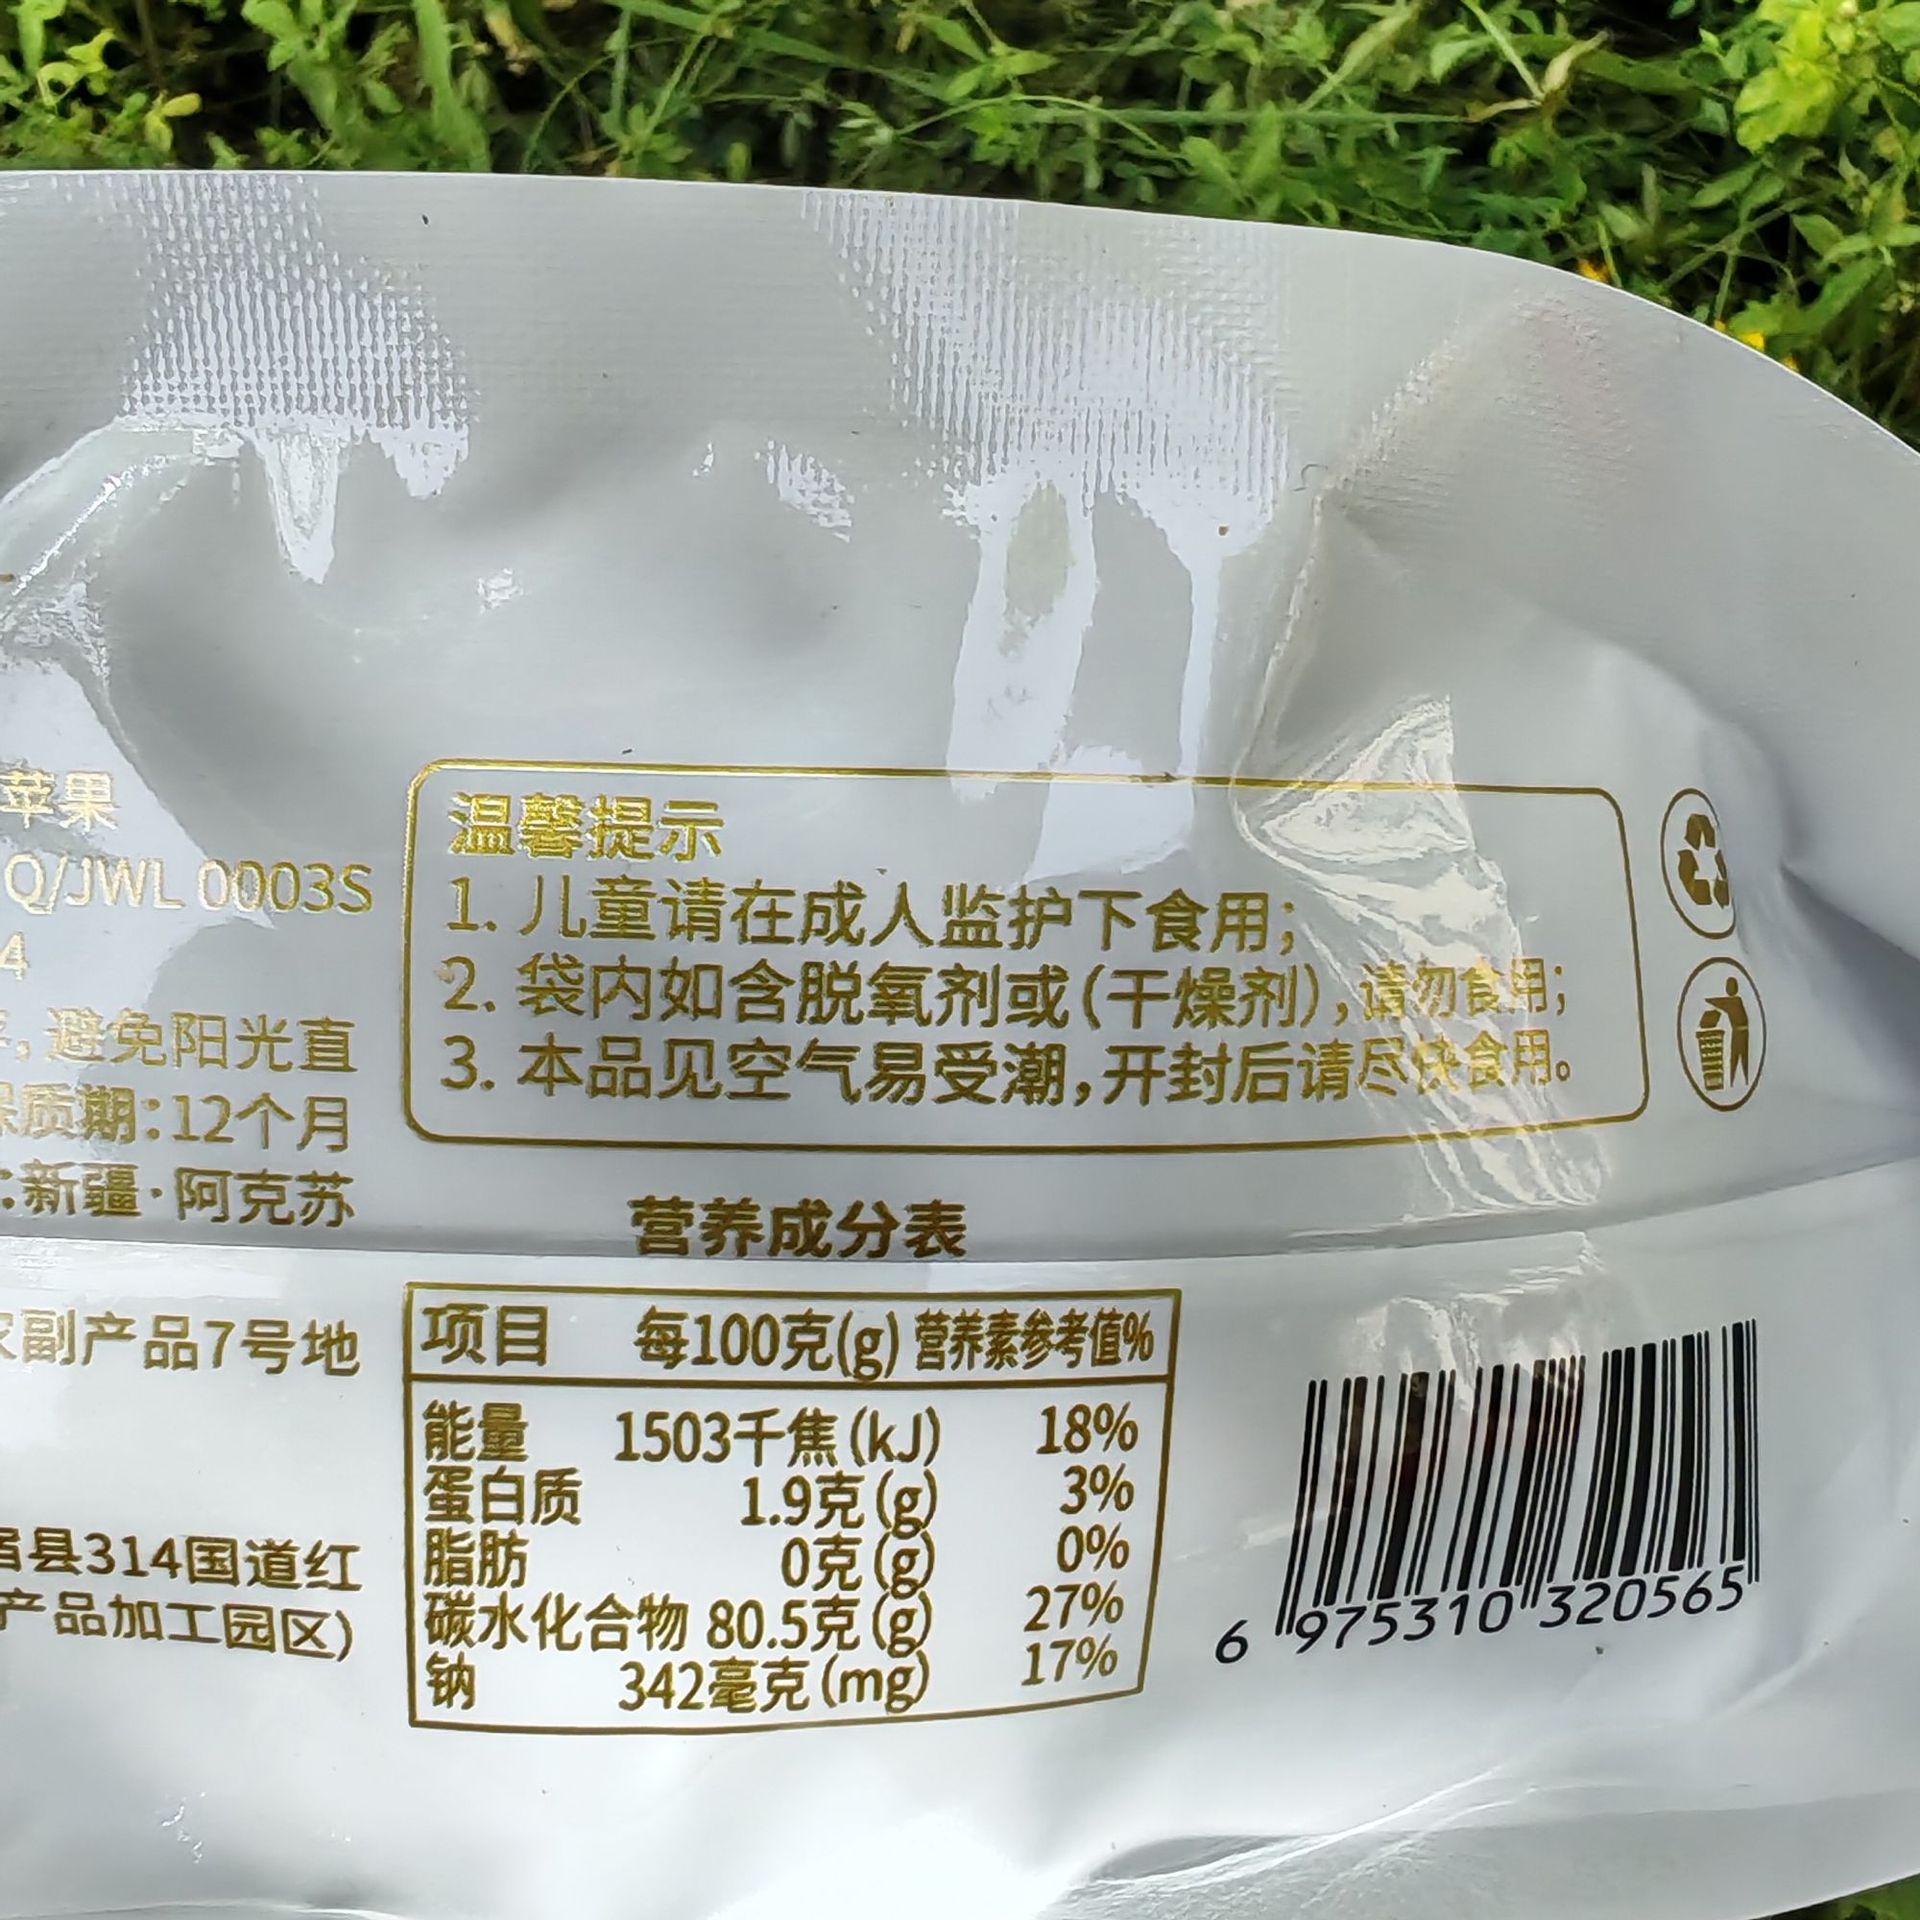 苹果
Q/JWL 0003S
4
, 避免阳光直
质期:12个月
:新疆·阿克苏
副产品7号地
县314国道红
产品加工园区)
温馨提示
1. 儿童请在成人监护下食用;
2. 袋内如含脱氧剂或(干燥剂),请勿食用;
3. 本品见空气易受潮,开封后请尽快食用。
营养成分表
项目 每100克(g) 营养素参考值%
能量 1503千焦(kJ) 18%
蛋白质 1.9克(g) 3%
脂肪 0克(g) 0%
碳水化合物 80.5克(g) 27%
钠 342毫克(mg) 17%
6 975310 320565